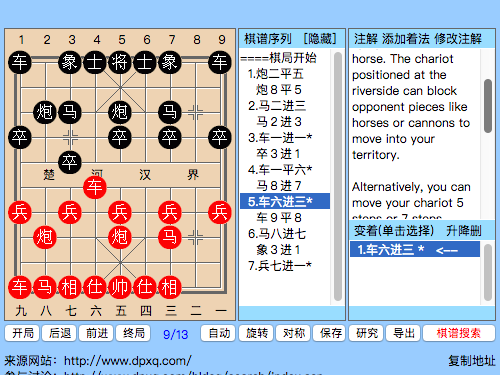 1 2 3 4 5 6 7 8 9
车 象 士 将 士 象 车
炮 马 炮 马
卒 卒 卒 卒
卒
楚 河 汉 界
车
兵 兵 兵 兵 兵
炮 炮 马
车 马 相 仕 帅 仕 相
九 八 七 六 五 四 三 二 一
棋谱序列 [隐藏]
====棋局开始
1.炮二平五
炮8平5
2.马二进三
马2进3
3.车一进一*
卒3进1
4.车一平六*
马8进7
5.车六进三*
车9平8
6.马八进七
象3进1
7.兵七进一*
注解 添加着法 修改注解
horse. The chariot
positioned at the
riverside can block
opponent pieces like
horses or cannons to
move into your
territory.
Alternatively, you can
move your chariot 5
steps or 7 steps
变着(单击选择) 升降删
1.车六进三 * <--
开局 后退 前进 终局 9/13 自动 旋转 对称 保存 研究 导出 棋谱搜索
来源网站: http://www.dpxq.com/ 复制地址